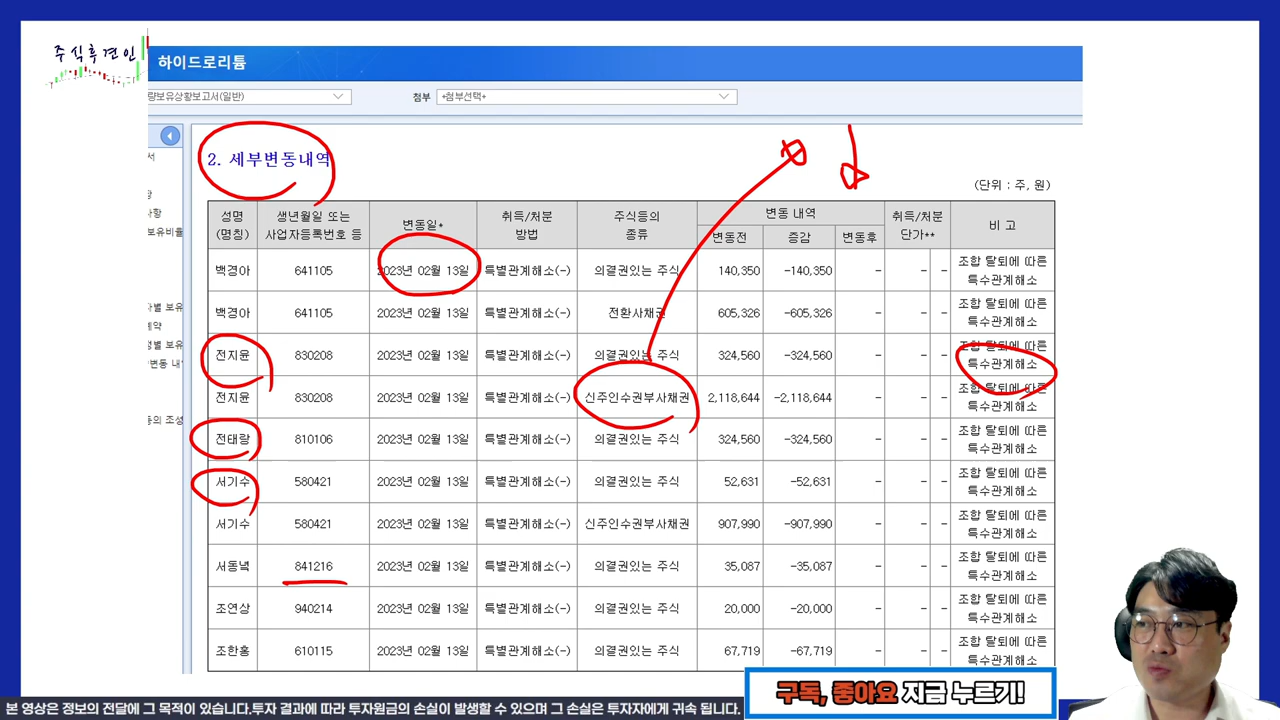 주식후견인
하이드로리튬
량보유상황보고서(일반)
첨부
+첨부선택+
2. 세부변동내역
(단위 : 주, 원)
성명 (명칭) 생년월일 또는 사업자등록번호 등 변동일* 취득/처분 방법 주식등의 종류 변동 내역 취득/처분 단가** 비 고
변동전 증감 변동후
백경아 641105 2023년 02월 13일 특별관계해소(-) 의결권있는 주식 140,350 -140,350 - - - 조합 탈퇴에 따른 특수관계해소
백경아 641105 2023년 02월 13일 특별관계해소(-) 전환사채권 605,326 -605,326 - - - 조합 탈퇴에 따른 특수관계해소
전지윤 830208 2023년 02월 13일 특별관계해소(-) 의결권있는 주식 324,560 -324,560 - - - 조합 탈퇴에 따른 특수관계해소
전지윤 830208 2023년 02월 13일 특별관계해소(-) 신주인수권부사채권 2,118,644 -2,118,644 - - - 조합 탈퇴에 따른 특수관계해소
전태랑 810106 2023년 02월 13일 특별관계해소(-) 의결권있는 주식 324,560 -324,560 - - - 조합 탈퇴에 따른 특수관계해소
서기수 580421 2023년 02월 13일 특별관계해소(-) 의결권있는 주식 52,631 -52,631 - - - 조합 탈퇴에 따른 특수관계해소
서기수 580421 2023년 02월 13일 특별관계해소(-) 신주인수권부사채권 907,990 -907,990 - - - 조합 탈퇴에 따른 특수관계해소
서동녘 841216 2023년 02월 13일 특별관계해소(-) 의결권있는 주식 35,087 -35,087 - - - 조합 탈퇴에 따른 특수관계해소
조연상 940214 2023년 02월 13일 특별관계해소(-) 의결권있는 주식 20,000 -20,000 - - - 조합 탈퇴에 따른 특수관계해소
조한홍 610115 2023년 02월 13일 특별관계해소(-) 의결권있는 주식 67,719 -67,719 - - - 조합 탈퇴에 따른 특수관계해소
구독, 좋아요 지금 누르기!
본 영상은 정보의 전달에 그 목적이 있습니다.투자 결과에 따라 투자원금의 손실이 발생할 수 있으며 그 손실은 투자자에게 귀속 됩니다.